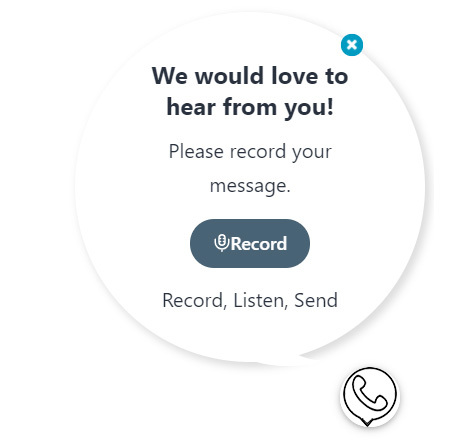 We would love to
hear from you!
Please record your
message.
Record
Record, Listen, Send